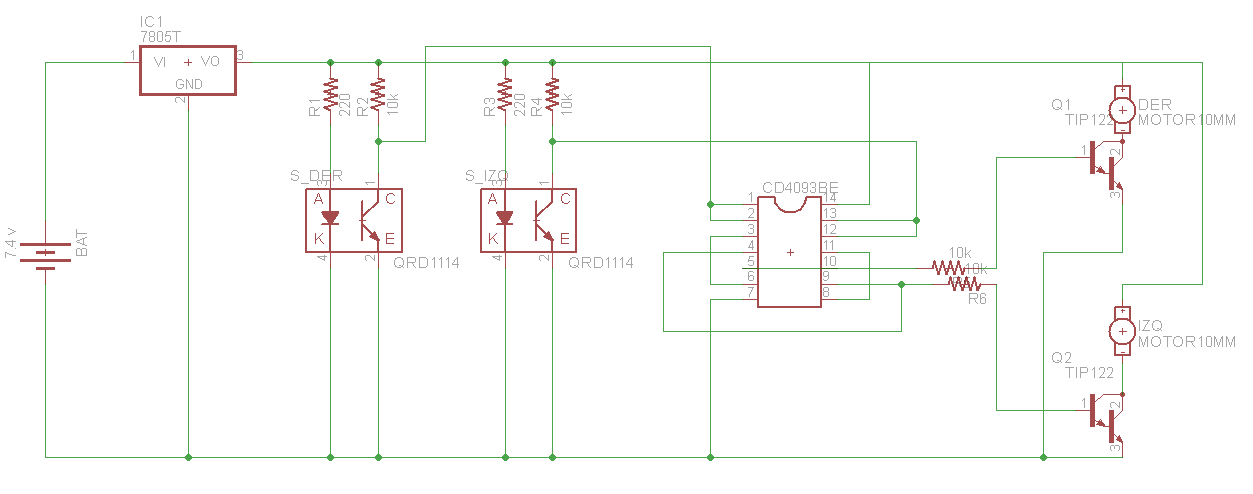 IC1
7805T
1
VI
VO
3
GND
2
R1
220
R2
10k
R3
220
R4
10k
S_DER
3
1
A
C
K
E
4
2
QRD1114
S_IZQ
3
1
A
C
K
E
4
2
QRD1114
7.4 v
BAT
CD4093BE
1
14
2
13
3
12
4
11
5
10
6
9
7
8
10k
10k
R6
Q1
TIP122
1
2
3
DER
MOTOR10MM
IZQ
MOTOR10MM
Q2
TIP122
1
2
3